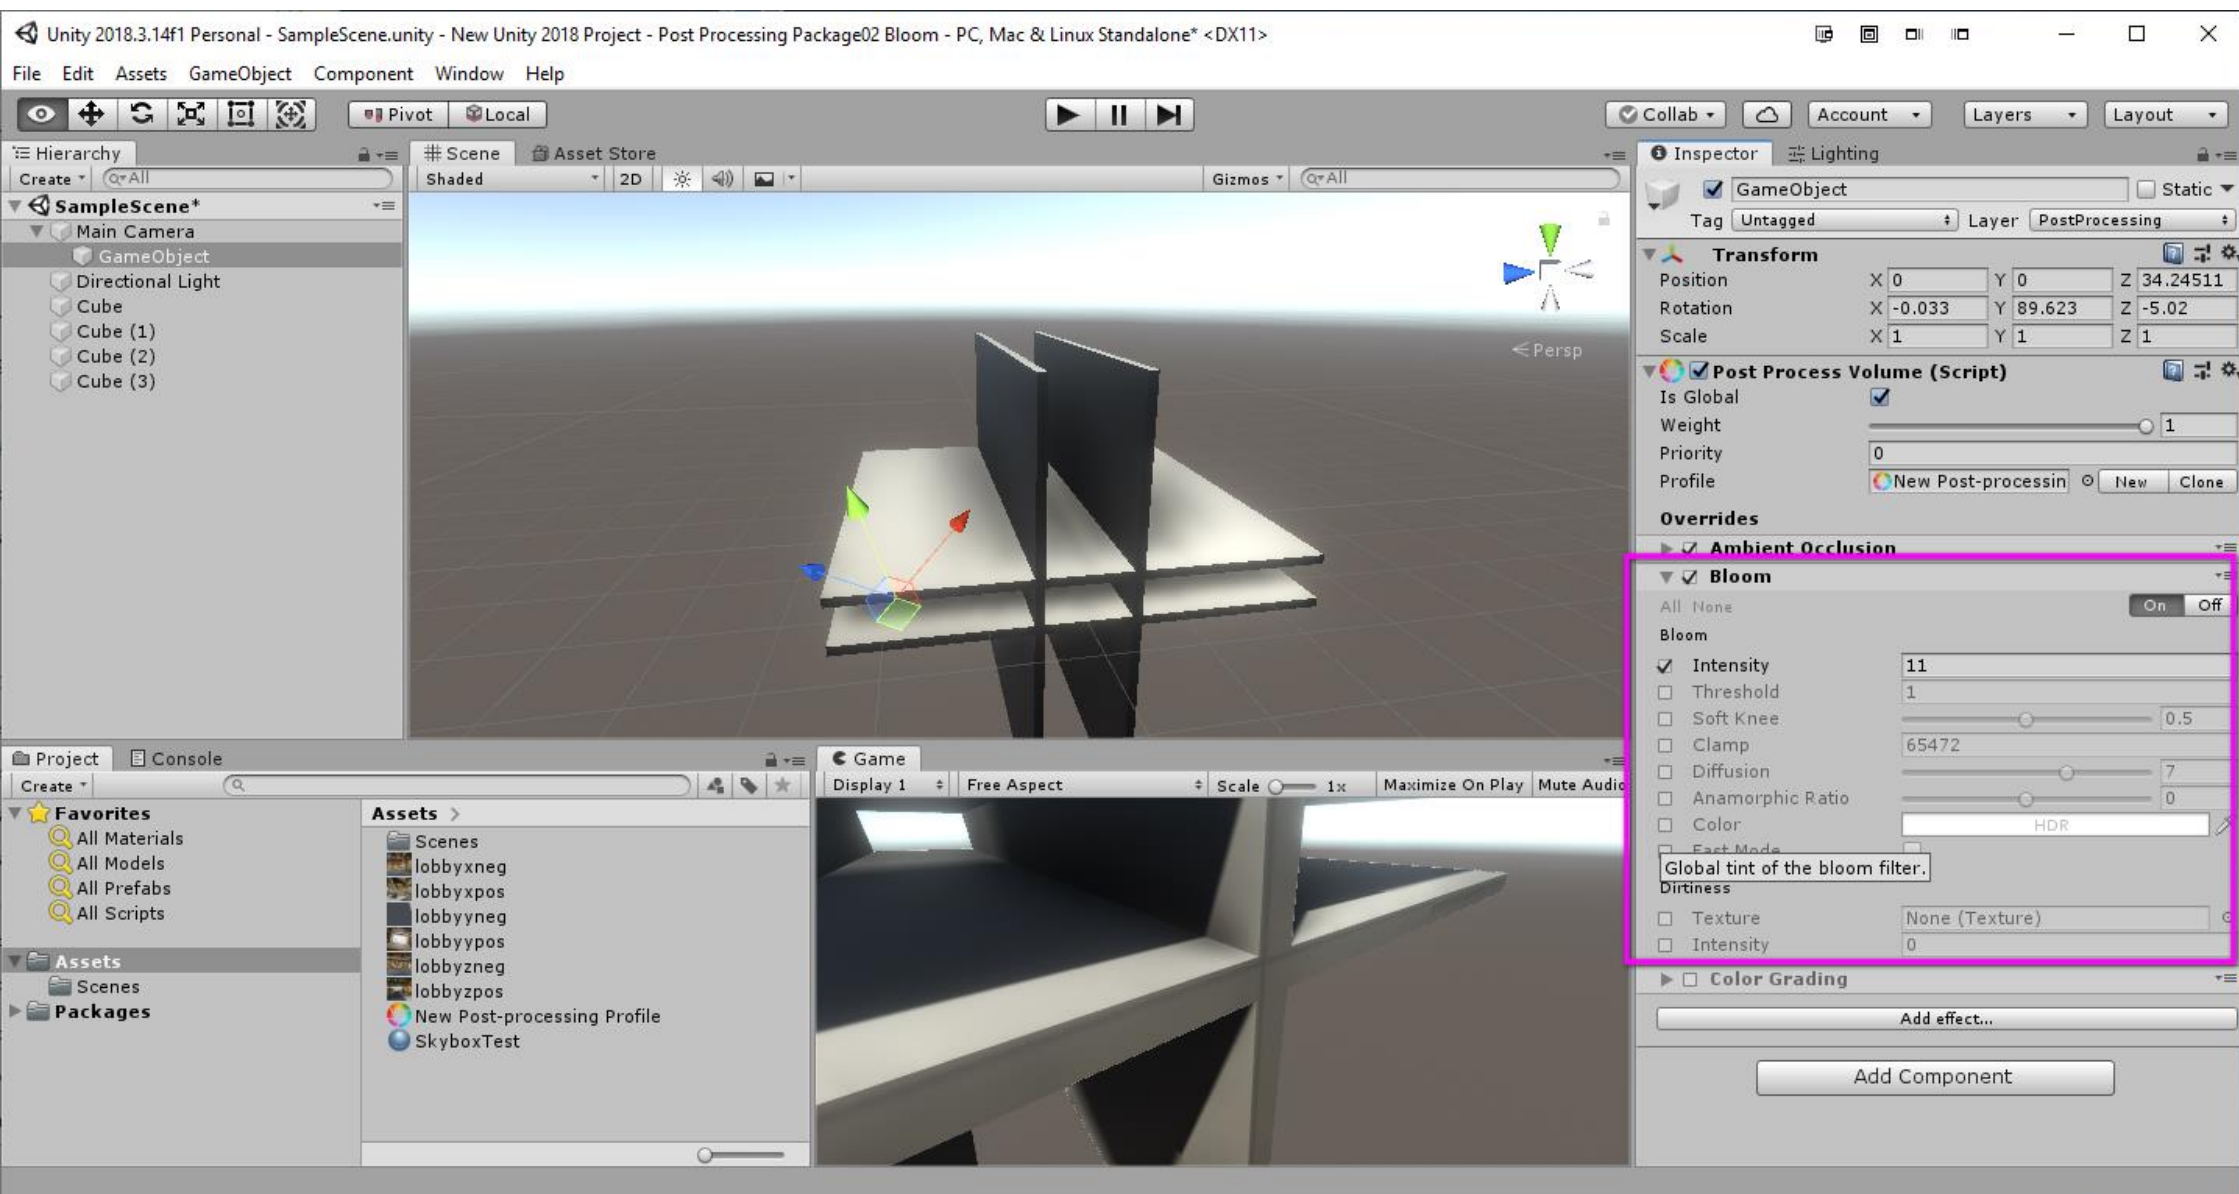 Unity 2018.3.14f1 Personal - SampleScene.unity - New Unity 2018 Project - Post Processing Package02 Bloom - PC, Mac & Linux Standalone* <DX11>
File Edit Assets GameObject Component Window Help
Pivot Local Collab Account Layers Layout
Hierarchy
Create All
SampleScene*
Main Camera
GameObject
Directional Light
Cube
Cube (1)
Cube (2)
Cube (3)
Scene Asset Store
Shaded 2D Gizmos All
Persp
Inspector Lighting
GameObject Static
Tag Untagged Layer PostProcessing
Transform
Position X 0 Y 0 Z 34.24511
Rotation X -0.033 Y 89.623 Z -5.02
Scale X 1 Y 1 Z 1
Post Process Volume (Script)
Is Global
Weight 1
Priority 0
Profile New Post-processin New Clone
Overrides
Ambient Occlusion
Bloom
All None On Off
Bloom
Intensity 11
Threshold 1
Soft Knee 0.5
Clamp 65472
Diffusion 7
Anamorphic Ratio 0
Color HDR
Fast Mode
Global tint of the bloom filter.
Dirtiness
Texture None (Texture)
Intensity 0
Color Grading
Add effect...
Add Component
Project Console
Create
Favorites
All Materials
All Models
All Prefabs
All Scripts
Assets
Scenes
Packages
Assets >
Scenes
lobbyxneg
lobbyxpos
lobbyyneg
lobbyypos
lobbyzneg
lobbyzpos
New Post-processing Profile
SkyboxTest
Game
Display 1 Free Aspect Scale 1x Maximize On Play Mute Audio